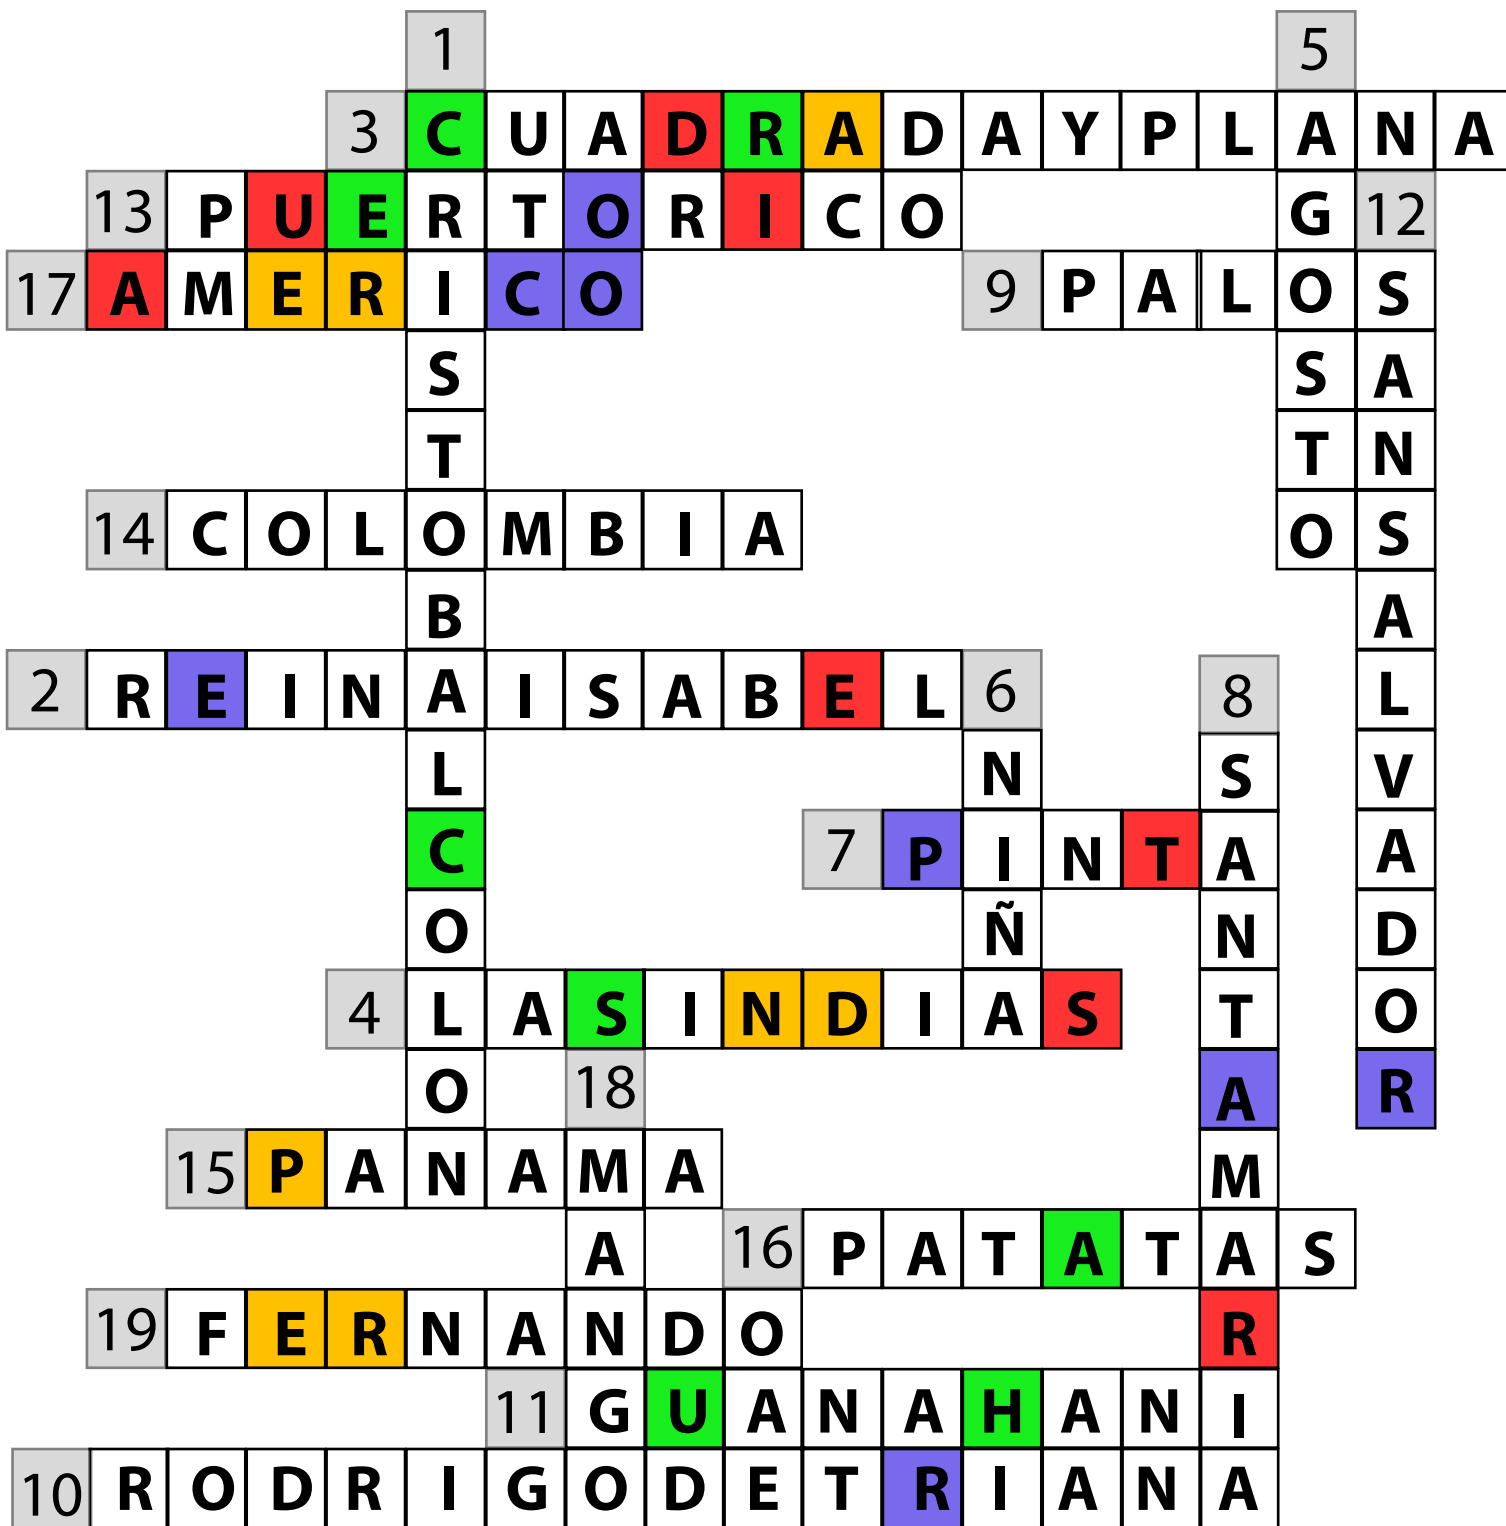 1 5
3 CUADRADAYPLANA
13 PUERTORICO G 12
17 AMERICO 9 PALOS
S S A
T T N
14 COLOMBIA O S
B A
2 REINAISABEL 6 8 L
L N S V
C 7 PINTA A
O Ñ N D
4 LASINDIAS T O
O 18 A R
15 PANAMA M
A 16 PATATAS
19 FERNANDO R
11 GUANAHANI
10 RODRIGODETRIANA